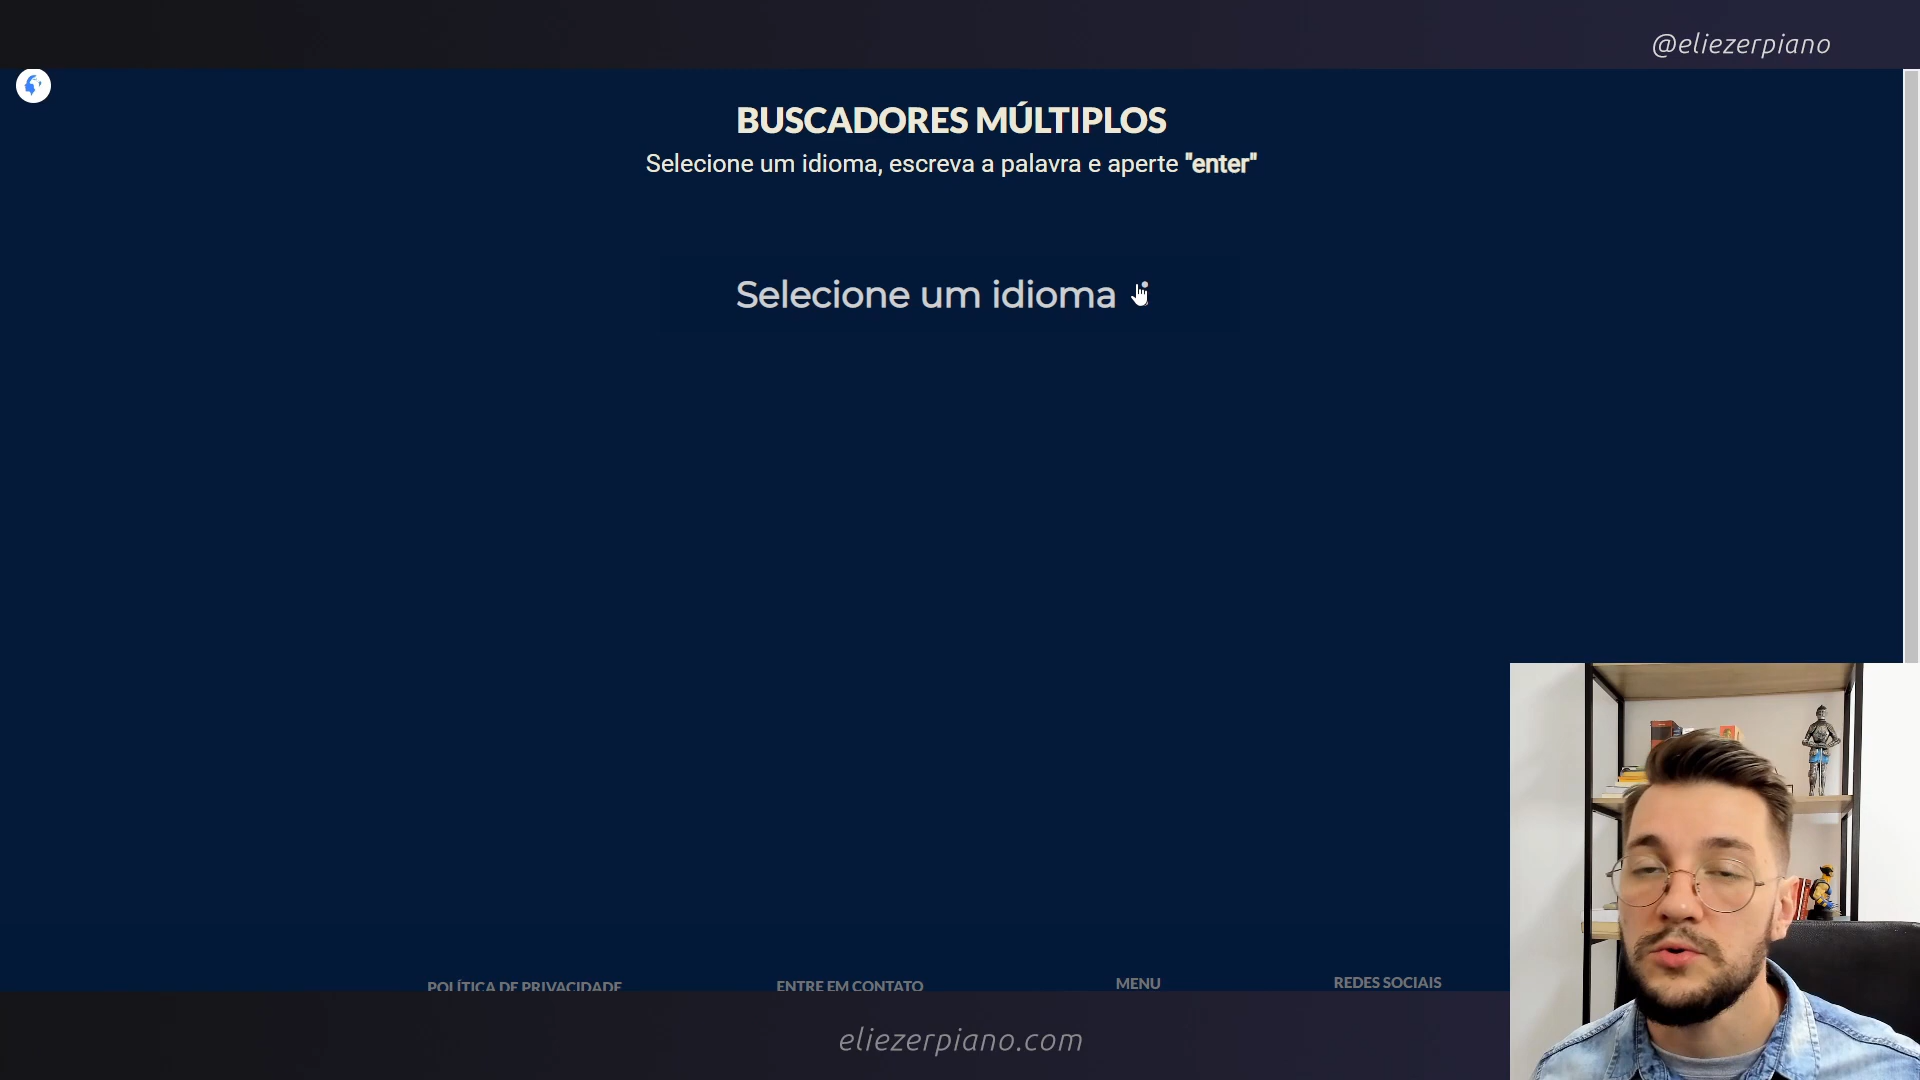 @eliezerpiano
BUSCADORES MÚLTIPLOS
Selecione um idioma, escreva a palavra e aperte "enter"
Selecione um idioma
POLÍTICA DE PRIVACIDADE
ENTRE EM CONTATO
MENU
REDES SOCIAIS
eliezerpiano.com